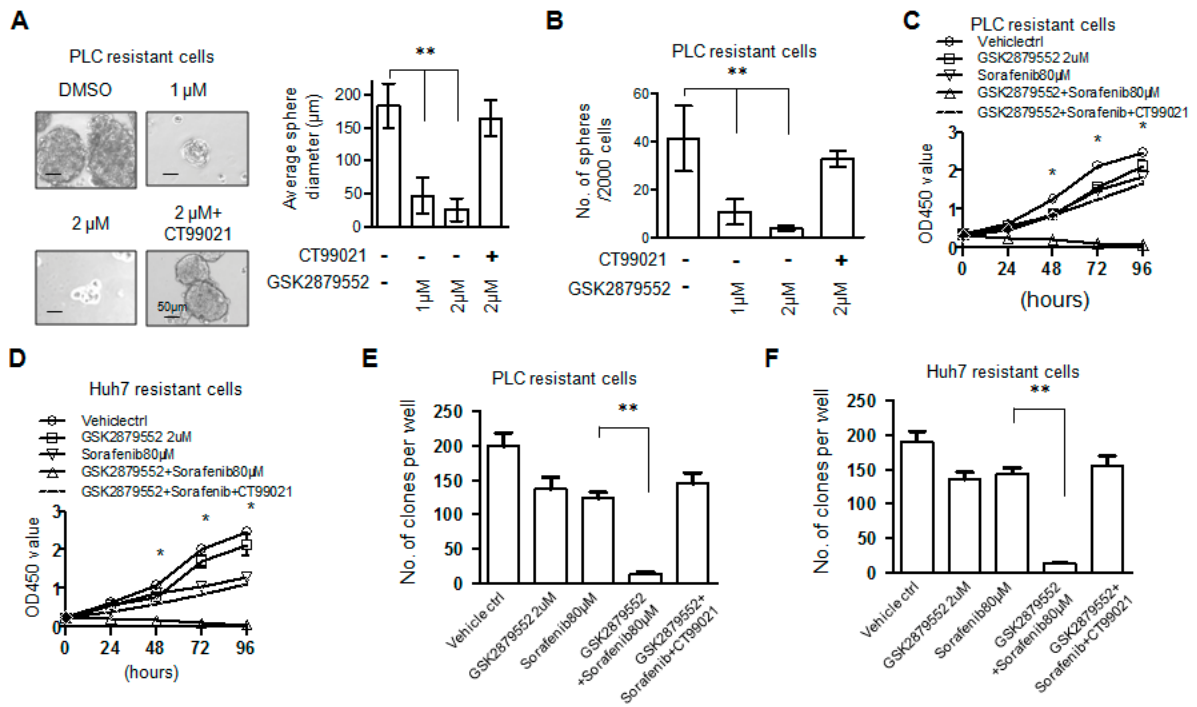 A
PLC resistant cells
DMSO
1 µM
2 µM
2 µM+
CT99021
50µm
Average sphere
diameter (µm)
200
150
100
50
0
**
CT99021 - - - +
GSK2879552 - 1µM 2µM 2µM
B
PLC resistant cells
No. of spheres
/2000 cells
60
40
20
0
**
CT99021 - - - +
GSK2879552 - 1µM 2µM 2µM
C
PLC resistant cells
Vehiclectrl
GSK2879552 2uM
Sorafenib80µM
GSK2879552+Sorafenib80µM
GSK2879552+Sorafenib+CT99021
OD450 value
3
2
1
0
* * *
0 24 48 72 96
(hours)
D
Huh7 resistant cells
Vehiclectrl
GSK2879552 2uM
Sorafenib80µM
GSK2879552+Sorafenib80µM
GSK2879552+Sorafenib+CT99021
OD450 value
3
2
1
0
* * *
0 24 48 72 96
(hours)
E
PLC resistant cells
No. of clones per well
250
200
150
100
50
0
**
Vehicle ctrl
GSK2879552 2uM
Sorafenib80µM
GSK2879552
+Sorafenib80µM
GSK2879552+
Sorafenib+CT99021
F
Huh7 resistant cells
No. of clones per well
250
200
150
100
50
0
**
Vehicle ctrl
GSK2879552 2uM
Sorafenib80µM
GSK2879552
+Sorafenib80µM
GSK2879552+
Sorafenib+CT99021